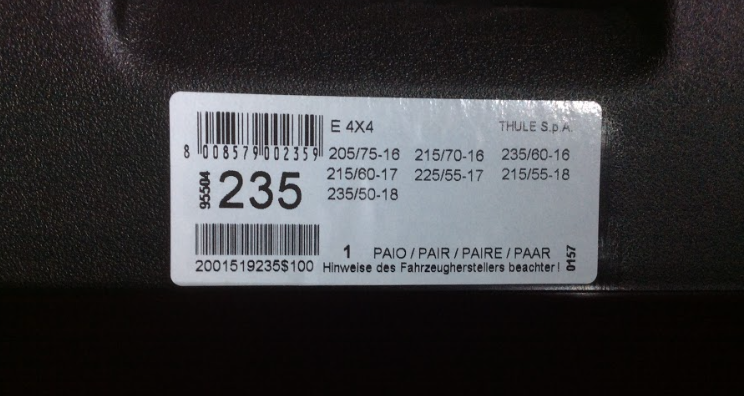 E 4X4 THULE S.p.A.
8 008579 002359
205/75-16 215/70-16 235/60-16
215/60-17 225/55-17 215/55-18
235/50-18
95504
235
2001519235$100
1 PAIO / PAIR / PAIRE / PAAR
Hinweise des Fahrzeugherstellers beachter!
0157